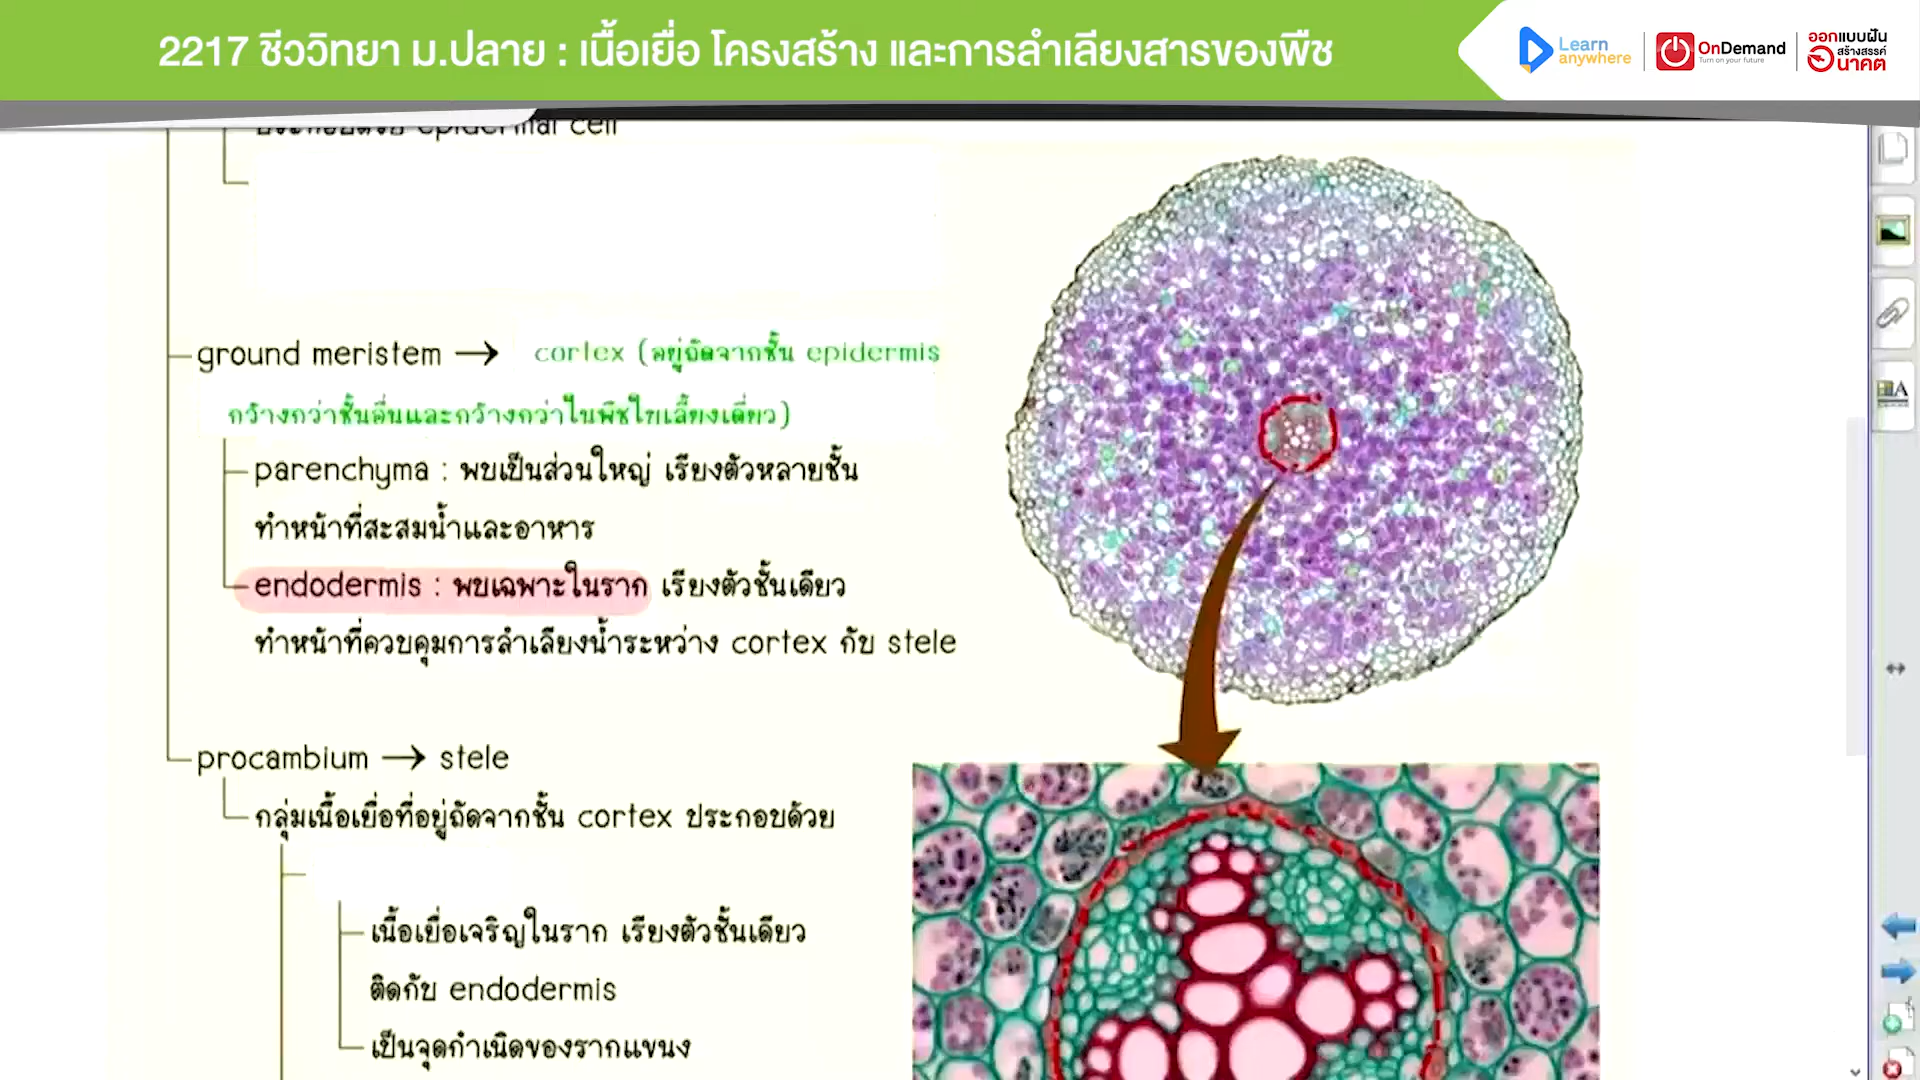 2217 ชีววิทยา ม.ปลาย : เนื้อเยื่อ โครงสร้าง และการลำเลียงสารของพืช
Learn
anywhere
OnDemand
Turn on your future
ออกแบบฝัน
สร้างสรรค์
อนาคต
ประกอบด้วย epidermal cell
ground meristem → cortex (อยู่ถัดจากชั้น epidermis
กว้างกว่าชั้นอื่นและกว้างกว่าในพืชใบเลี้ยงเดี่ยว)
parenchyma : พบเป็นส่วนใหญ่ เรียงตัวหลายชั้น
ทำหน้าที่สะสมน้ำและอาหาร
endodermis : พบเฉพาะในราก เรียงตัวชั้นเดียว
ทำหน้าที่ควบคุมการลำเลียงน้ำระหว่าง cortex กับ stele
procambium → stele
กลุ่มเนื้อเยื่อที่อยู่ถัดจากชั้น cortex ประกอบด้วย
เนื้อเยื่อเจริญในราก เรียงตัวชั้นเดียว
ติดกับ endodermis
เป็นจุดกำเนิดของรากแขนง